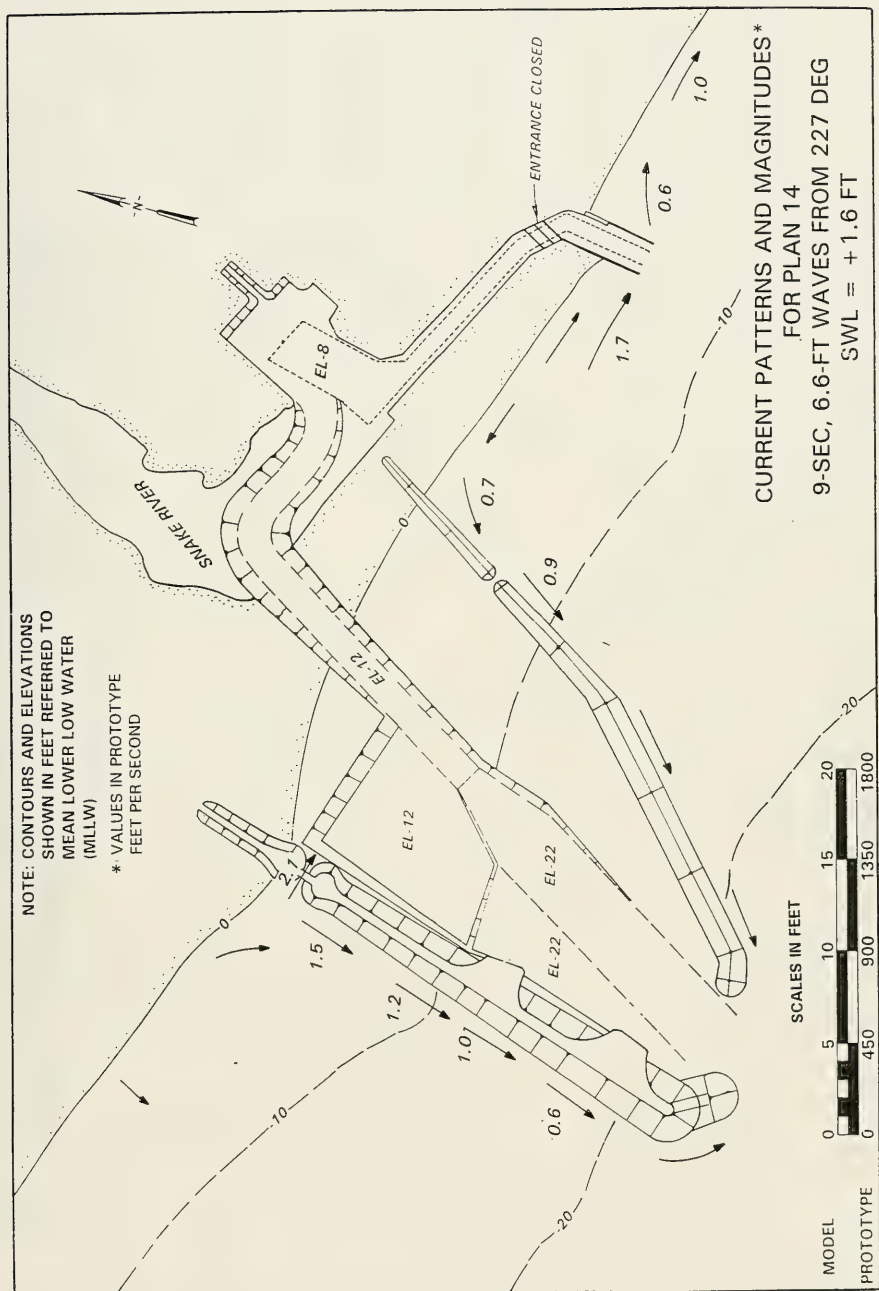 NOTE: CONTOURS AND ELEVATIONS
SHOWN IN FEET REFERRED TO
MEAN LOWER LOW WATER
(MLLW)
* VALUES IN PROTOTYPE
FEET PER SECOND
SNAKE RIVER
-N-
EL-8
ENTRANCE CLOSED
EL-12
EL-12
EL-22
EL-22
0
0
0
-10
-10
-20
-20
2.1
1.5
1.2
1.0
0.6
0.7
0.9
1.7
0.6
1.0
CURRENT PATTERNS AND MAGNITUDES*
FOR PLAN 14
9-SEC, 6.6-FT WAVES FROM 227 DEG
SWL = +1.6 FT
SCALES IN FEET
MODEL 0 5 10 15 20
PROTOTYPE 0 450 900 1350 1800